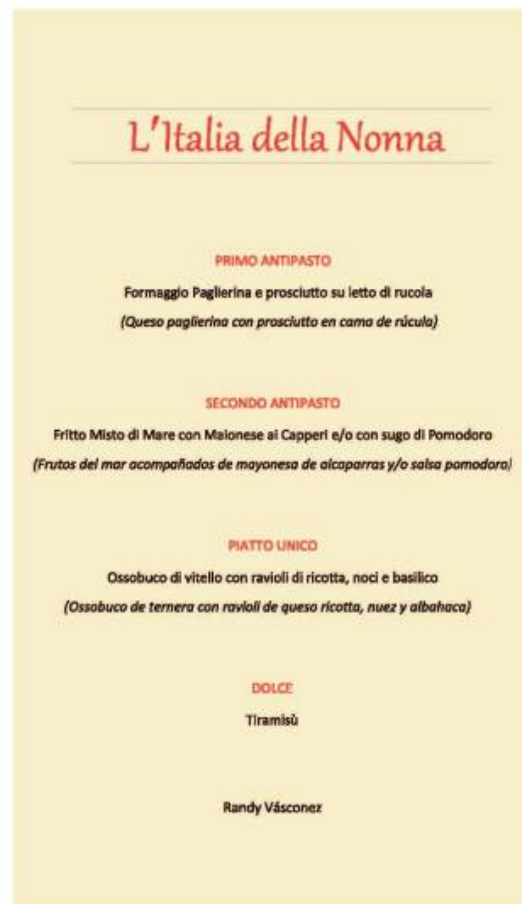 L'Italia della Nonna
PRIMO ANTIPASTO
Formaggio Paglierina e prosciutto su letto di rucola
(Queso paglierina con prosciutto en cama de rúcula)
SECONDO ANTIPASTO
Fritto Misto di Mare con Maionese ai Capperi e/o con sugo di Pomodoro
(Frutos del mar acompañados de mayonesa de alcaparras y/o salsa pomodoro)
PIATTO UNICO
Ossobuco di vitello con ravioli di ricotta, noci e basilico
(Ossobuco de ternera con ravioli de queso ricotta, nuez y albahaca)
DOLCE
Tiramisù
Randy Vásconez